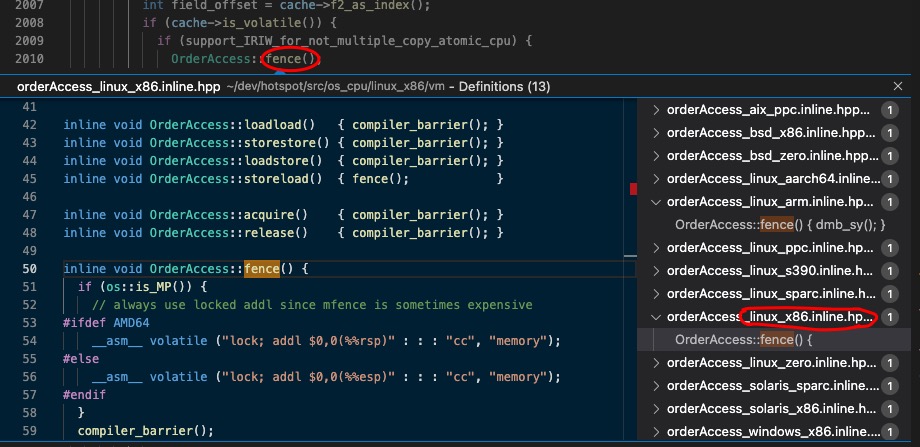 2007 int field_offset = cache->f2_as_index();
2008 if (cache->is_volatile()) {
2009 if (support_IRIW_for_not_multiple_copy_atomic_cpu) {
2010 OrderAccess::fence();
orderAccess_linux_x86.inline.hpp ~/dev/hotspot/src/os_cpu/linux_x86/vm - Definitions (13)
41
42 inline void OrderAccess::loadload() { compiler_barrier(); }
43 inline void OrderAccess::storestore() { compiler_barrier(); }
44 inline void OrderAccess::loadstore() { compiler_barrier(); }
45 inline void OrderAccess::storeload() { fence(); }
46
47 inline void OrderAccess::acquire() { compiler_barrier(); }
48 inline void OrderAccess::release() { compiler_barrier(); }
49
50 inline void OrderAccess::fence() {
51 if (os::is_MP()) {
52 // always use locked addl since mfence is sometimes expensive
53 #ifdef AMD64
54 __asm__ volatile ("lock; addl $0,0(%%rsp)" : : : "cc", "memory");
55 #else
56 __asm__ volatile ("lock; addl $0,0(%%esp)" : : : "cc", "memory");
57 #endif
58 }
59 compiler_barrier();
orderAccess_aix_ppc.inline.hpp... 1
orderAccess_bsd_x86.inline.hpp... 1
orderAccess_bsd_zero.inline.hpp... 1
orderAccess_linux_aarch64.inline.... 1
orderAccess_linux_arm.inline.hpp... 1
OrderAccess::fence() { dmb_sy(); }
orderAccess_linux_ppc.inline.hp... 1
orderAccess_linux_s390.inline.h... 1
orderAccess_linux_sparc.inline.h... 1
orderAccess_linux_x86.inline.hp... 1
OrderAccess::fence() {
orderAccess_linux_zero.inline.hp... 1
orderAccess_solaris_sparc.inline.... 1
orderAccess_solaris_x86.inline.h... 1
orderAccess_windows_x86.inline.... 1